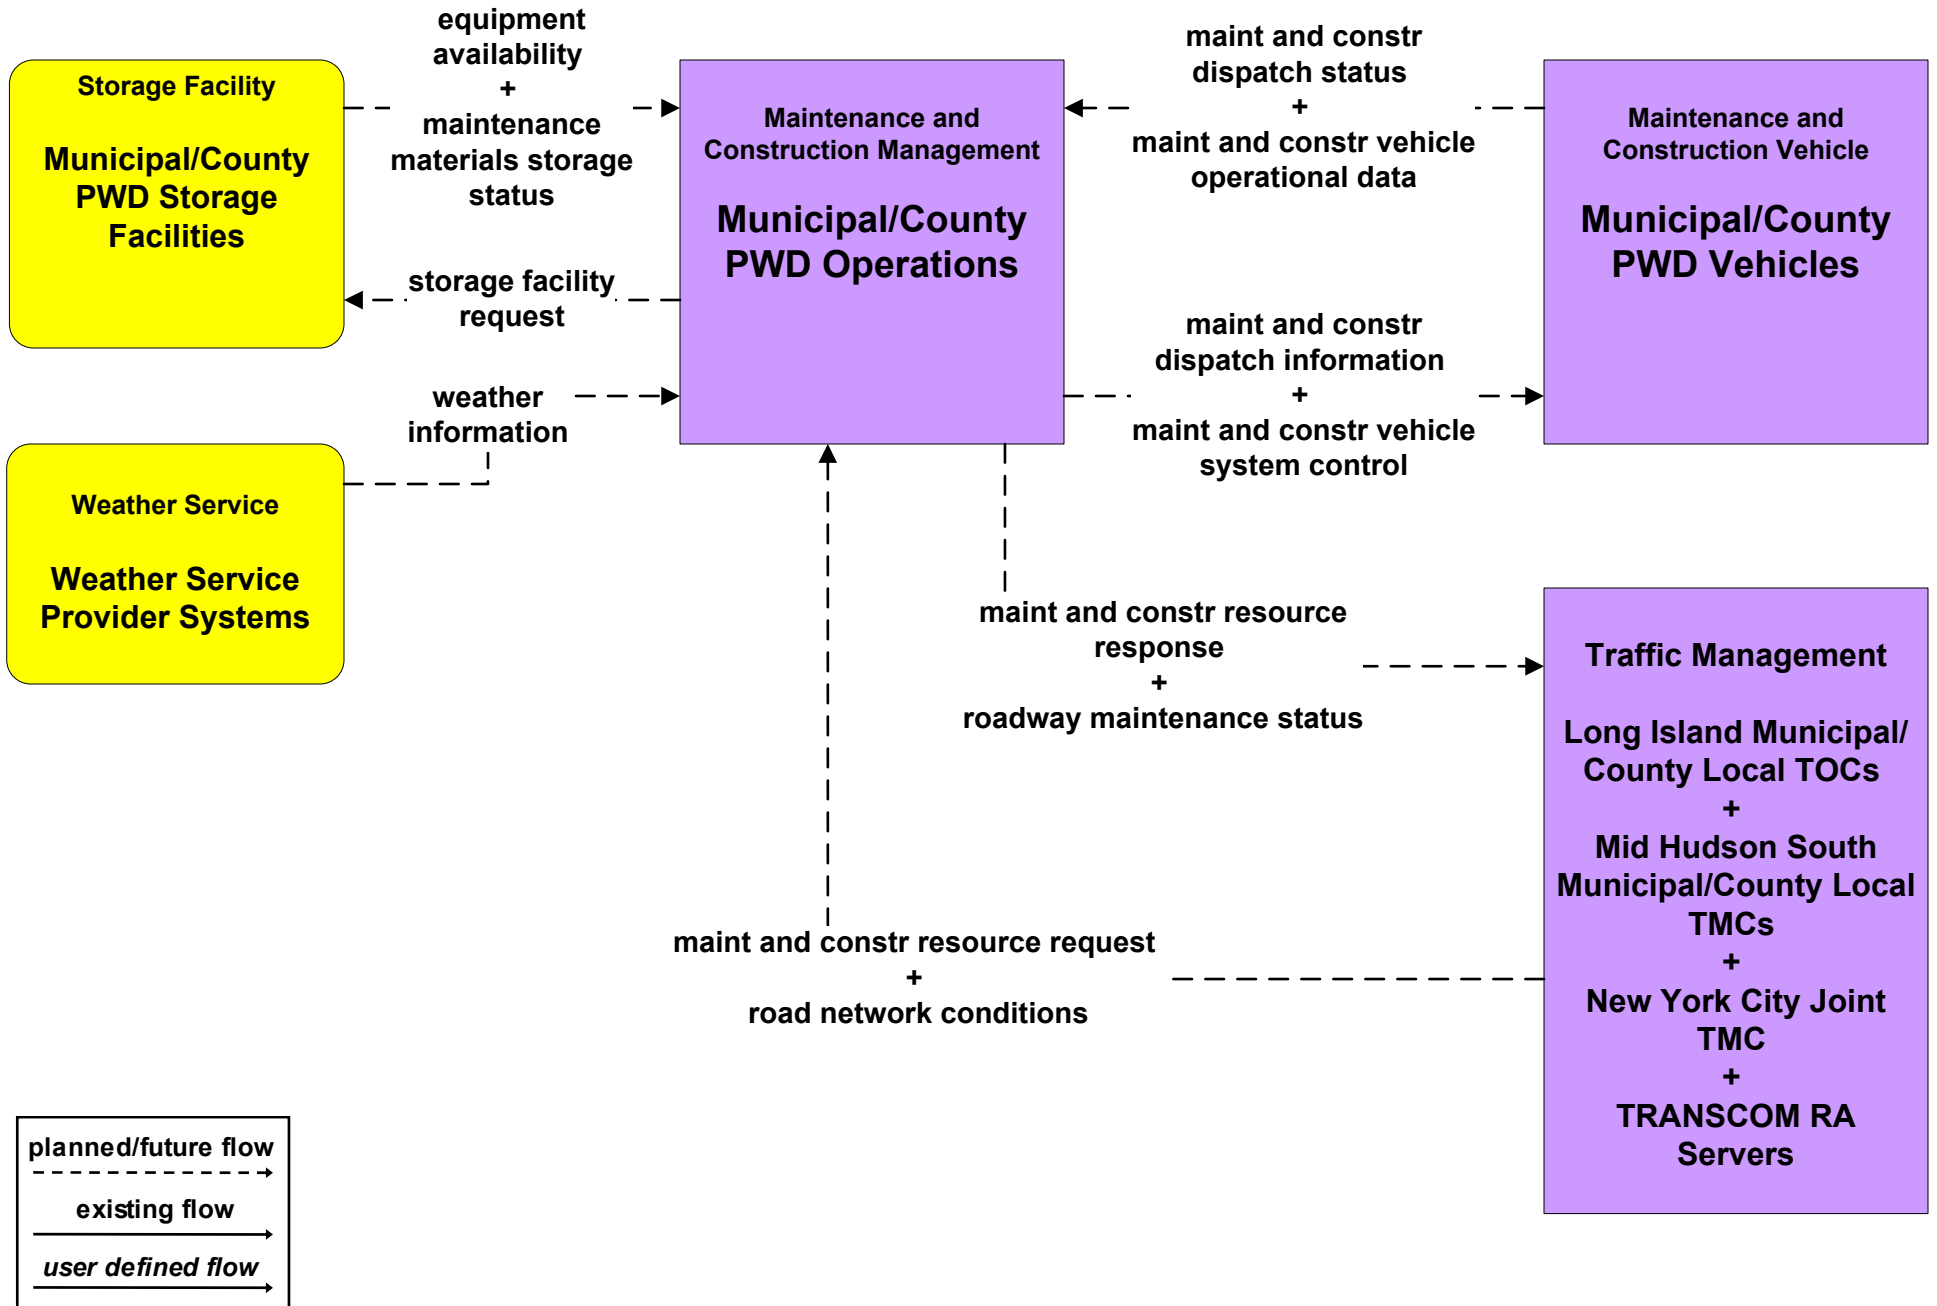 Storage Facility
Municipal/County
PWD Storage
Facilities
equipment
availability
+
maintenance
materials storage
status
storage facility
request
Weather Service
Weather Service
Provider Systems
weather
information
Maintenance and
Construction Management
Municipal/County
PWD Operations
maint and constr
dispatch status
+
maint and constr vehicle
operational data
maint and constr
dispatch information
+
maint and constr vehicle
system control
Maintenance and
Construction Vehicle
Municipal/County
PWD Vehicles
maint and constr resource
response
+
roadway maintenance status
maint and constr resource request
+
road network conditions
Traffic Management
Long Island Municipal/
County Local TOCs
+
Mid Hudson South
Municipal/County Local
TMCs
+
New York City Joint
TMC
+
TRANSCOM RA
Servers
planned/future flow
existing flow
user defined flow